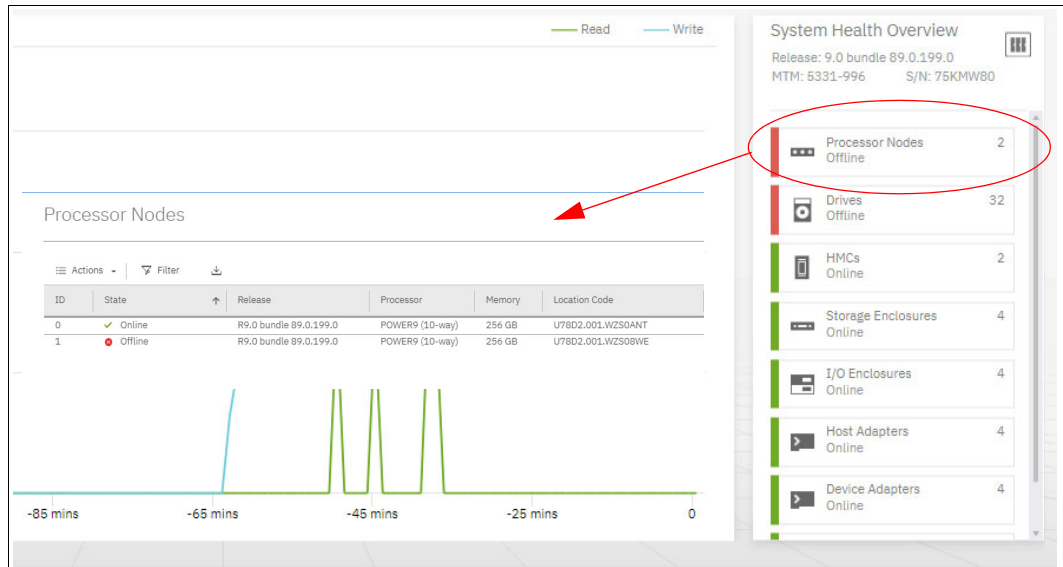 Read Write
System Health Overview
Release: 9.0 bundle 89.0.199.0
MTM: 5331-996 S/N: 75KMW80
Processor Nodes 2
Offline
Drives 32
Offline
HMCs 2
Online
Storage Enclosures 4
Online
I/O Enclosures 4
Online
Host Adapters 4
Online
Device Adapters 4
Online
Processor Nodes
Actions Filter
ID State Release Processor Memory Location Code
0 Online R9.0 bundle 89.0.199.0 POWER9 (10-way) 256 GB U78D2.001.WZS0ANT
1 Offline R9.0 bundle 89.0.199.0 POWER9 (10-way) 256 GB U78D2.001.WZS08WE
-85 mins -65 mins -45 mins -25 mins 0